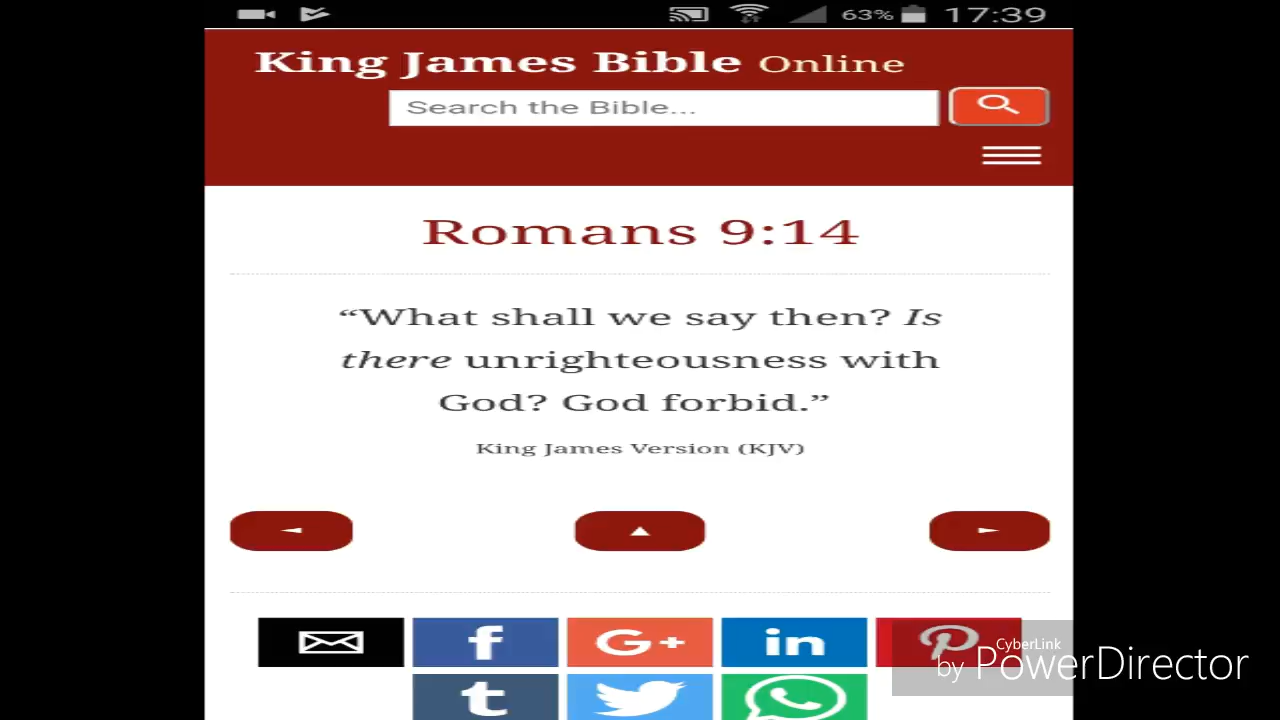 63% 17:39
King James Bible Online
Search the Bible...
Romans 9:14
“What shall we say then? Is
there unrighteousness with
God? God forbid.”
King James Version (KJV)
f G+ in P
t
CyberLink
by PowerDirector